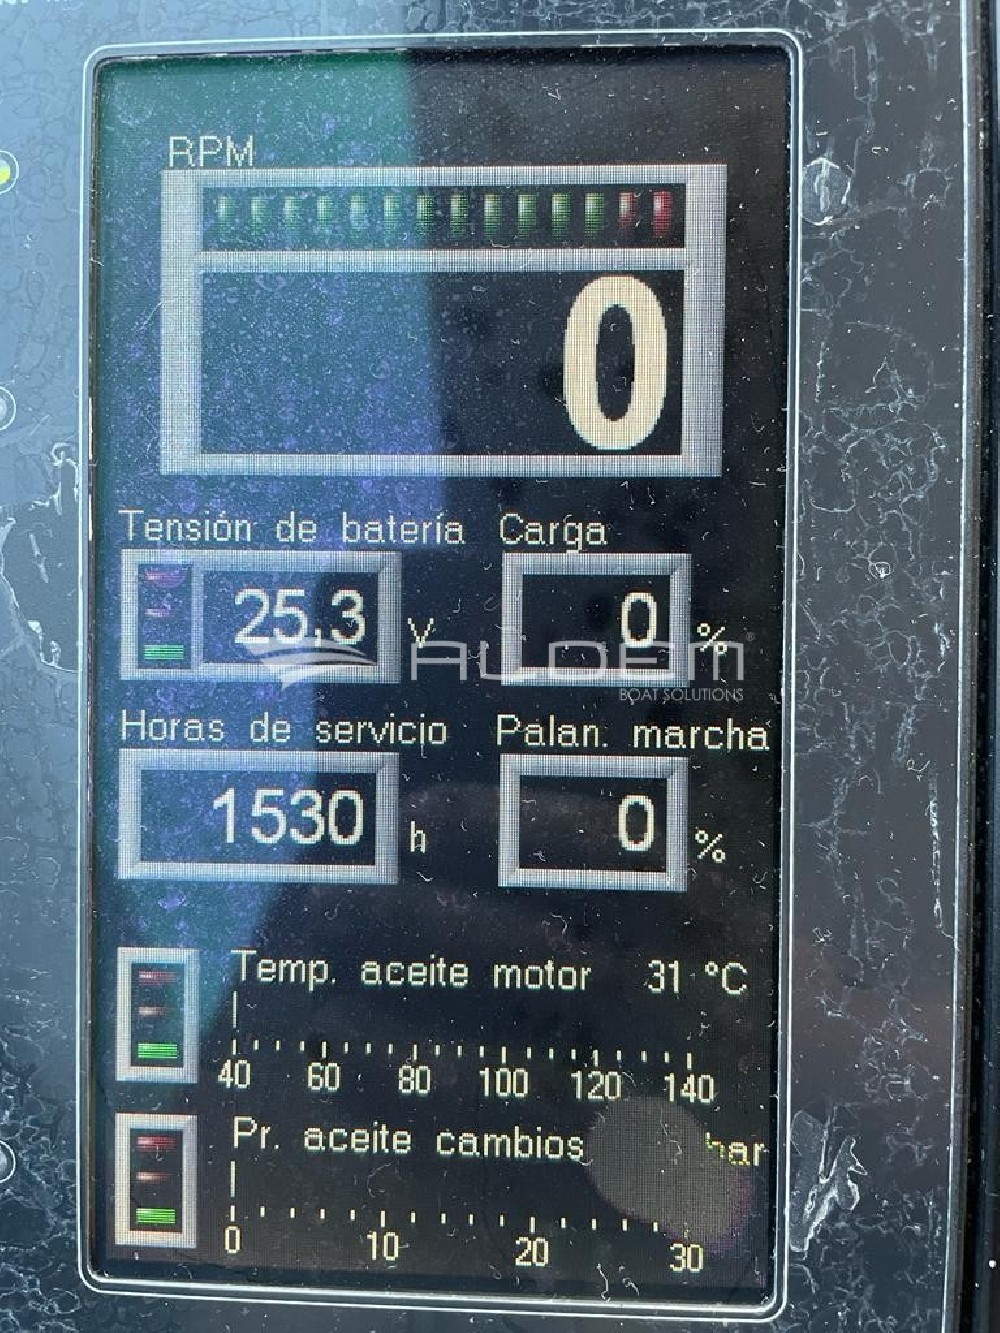 RPM
0
Tensión de batería Carga
25.3 V 0 %
ALDEM
BOAT SOLUTIONS
Horas de servicio Palan. marcha
1530 h 0 %
Temp. aceite motor 31 °C
40 60 80 100 120 140
Pr. aceite cambios bar
0 10 20 30